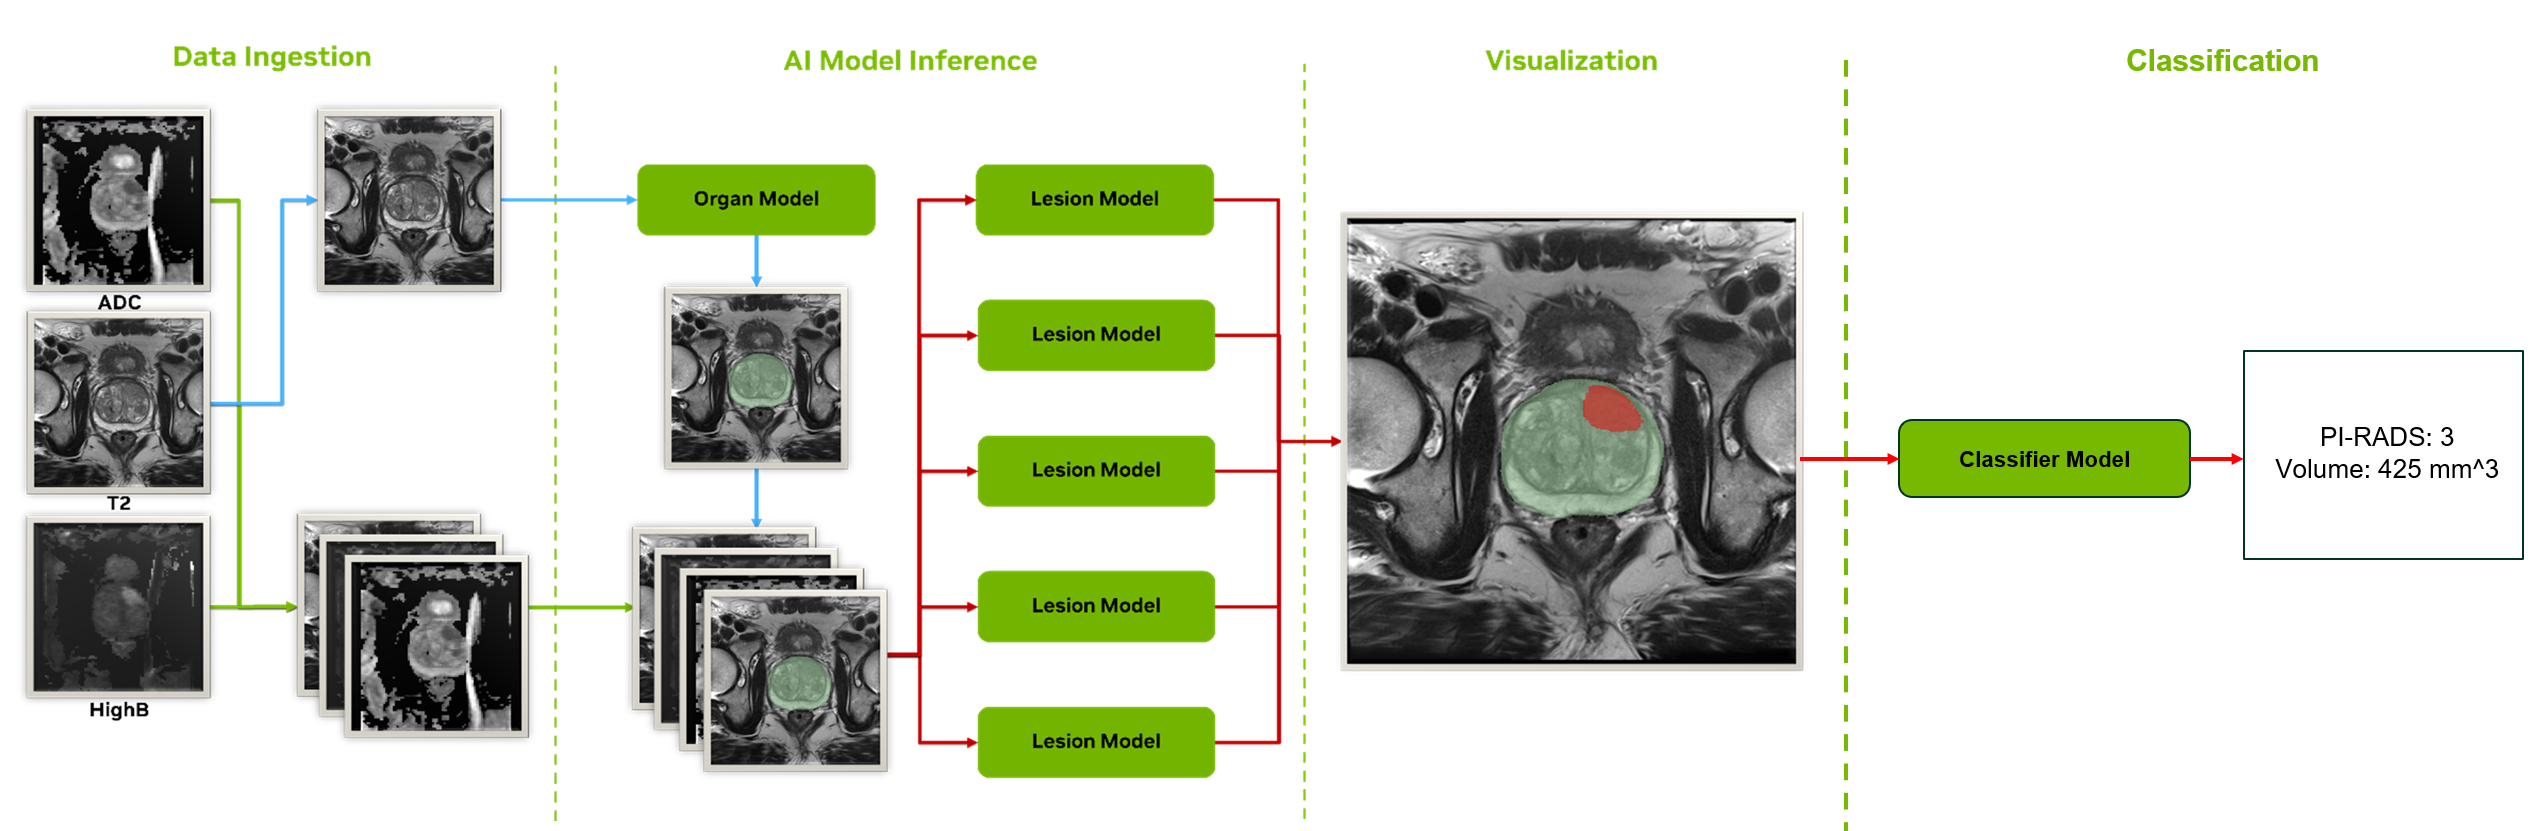 Data Ingestion
AI Model Inference
Visualization
Classification
ADC
T2
HighB
Organ Model
Lesion Model
Lesion Model
Lesion Model
Lesion Model
Lesion Model
Classifier Model
PI-RADS: 3
Volume: 425 mm^3